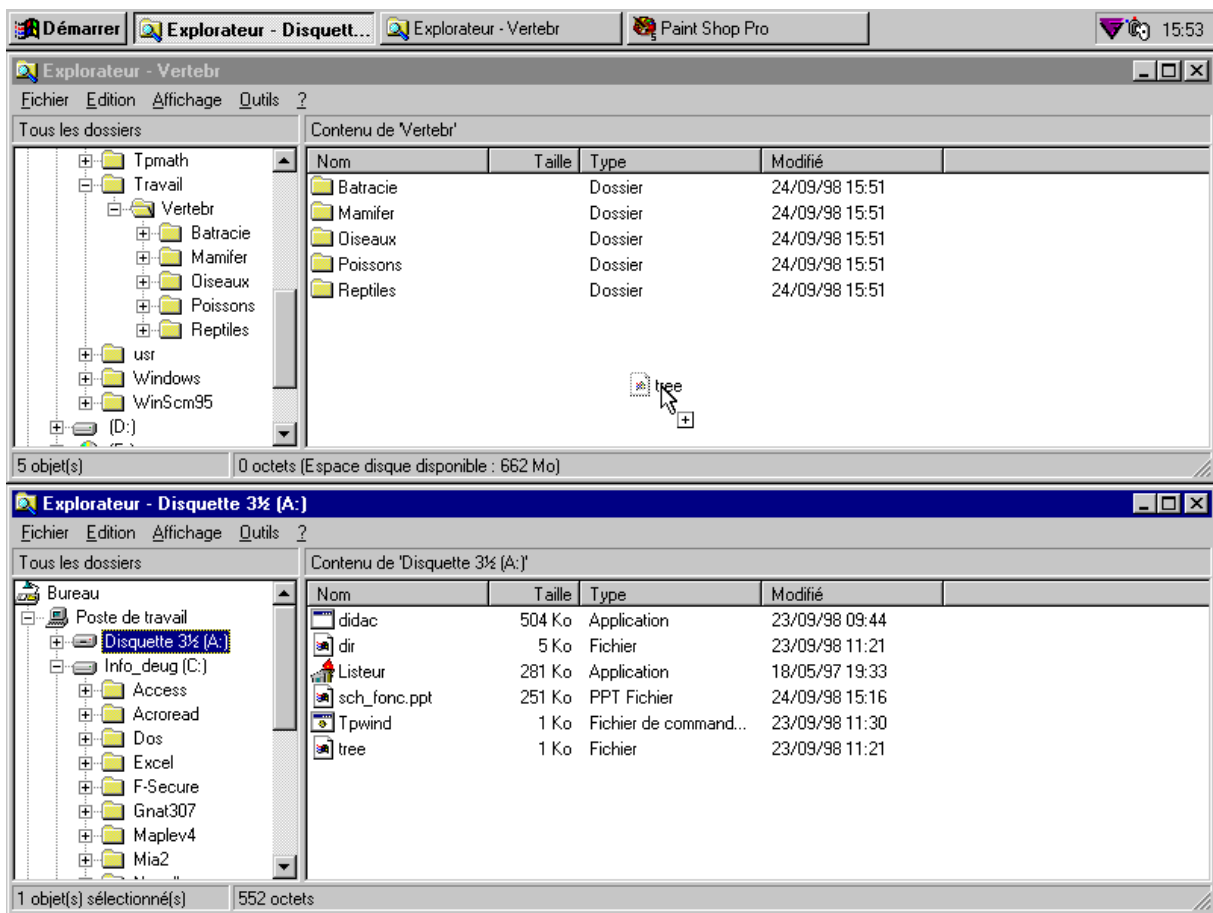 Démarrer Explorateur - Disquett... Explorateur - Vertebr Paint Shop Pro 15:53
Explorateur - Vertebr
Fichier Edition Affichage Outils ?
Tous les dossiers Contenu de 'Vertebr'
Nom Taille Type Modifié
Tpmath
Travail
Vertebr
Batracie
Mamifer
Oiseaux
Poissons
Reptiles
usr
Windows
WinScm95
(D:)
Batracie Dossier 24/09/98 15:51
Mamifer Dossier 24/09/98 15:51
Oiseaux Dossier 24/09/98 15:51
Poissons Dossier 24/09/98 15:51
Reptiles Dossier 24/09/98 15:51
tree
5 objet(s) 0 octets (Espace disque disponible : 662 Mo)
Explorateur - Disquette 3½ (A:)
Fichier Edition Affichage Outils ?
Tous les dossiers Contenu de 'Disquette 3½ (A:)'
Bureau
Poste de travail
Disquette 3½ (A:)
Info_deug (C:)
Access
Acroread
Dos
Excel
F-Secure
Gnat307
Maplev4
Mia2
Nom Taille Type Modifié
didac 504 Ko Application 23/09/98 09:44
dir 5 Ko Fichier 23/09/98 11:21
Listeur 281 Ko Application 18/05/97 19:33
sch_fonc.ppt 251 Ko PPT Fichier 24/09/98 15:16
Tpwind 1 Ko Fichier de command... 23/09/98 11:30
tree 1 Ko Fichier 23/09/98 11:21
1 objet(s) sélectionné(s) 552 octets